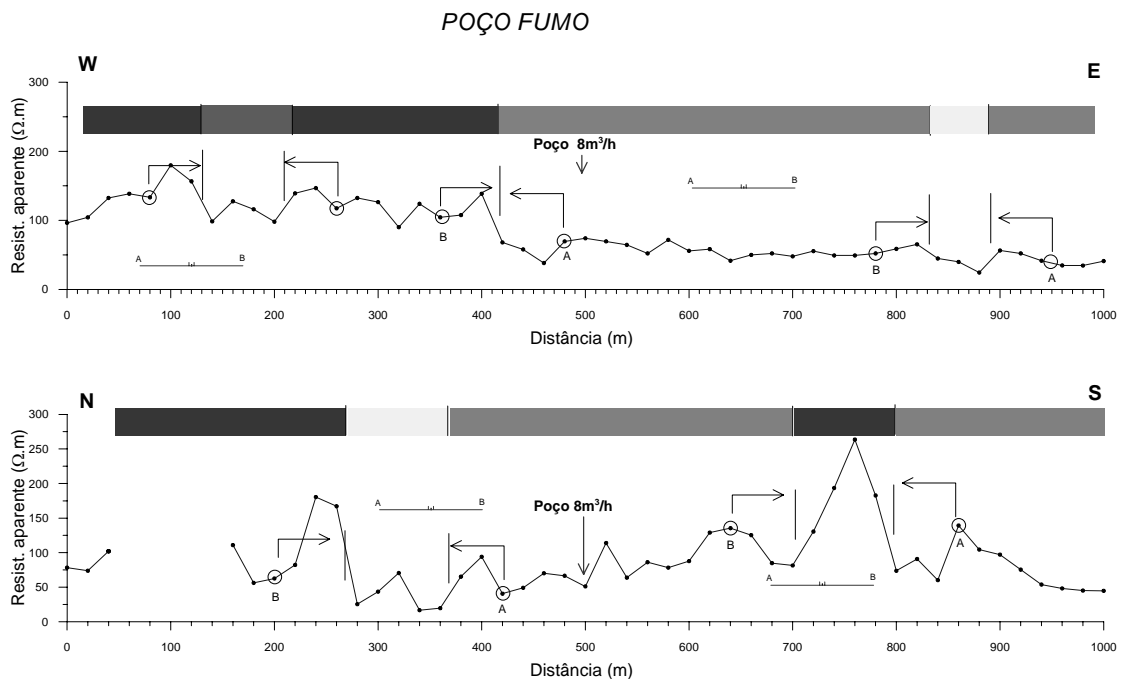 POÇO FUMO
W E
300
200
100
0
Resist. aparente (Ω.m)
Poço 8m³/h
A B
A B
B A B A
0 100 200 300 400 500 600 700 800 900 1000
Distância (m)
N S
300
250
200
150
100
50
0
Resist. aparente (Ω.m)
A B
Poço 8m³/h
B A B A
A B
0 100 200 300 400 500 600 700 800 900 1000
Distância (m)